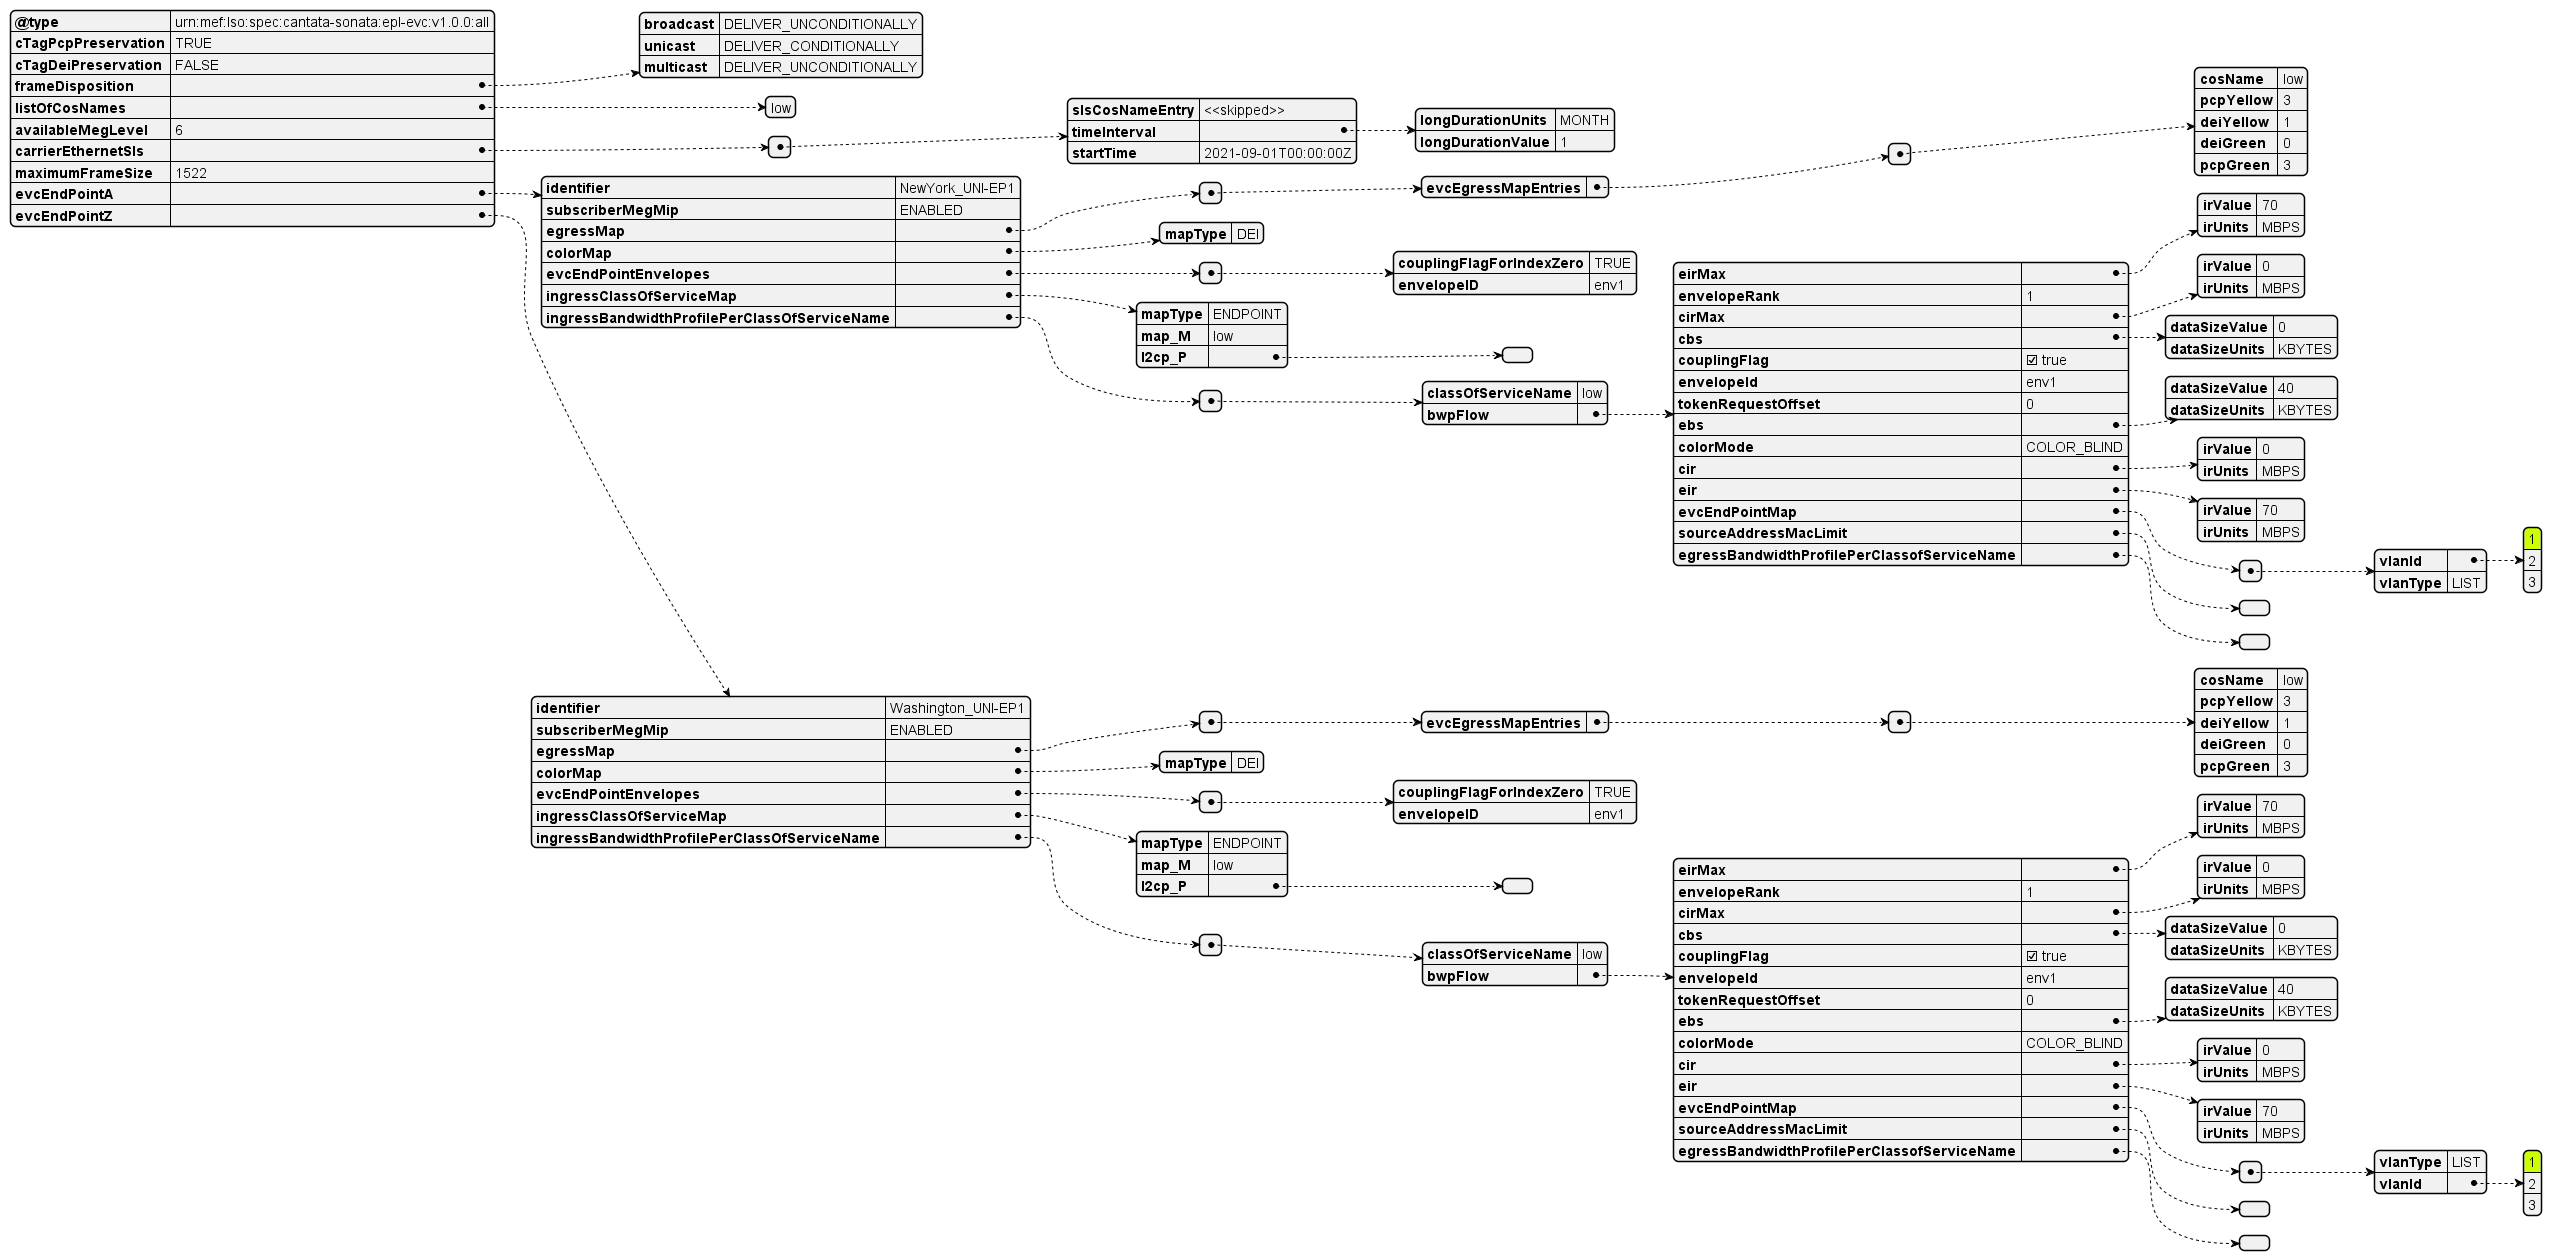 @type urn:mef:lso:spec:cantata-sonata:epl-evc:v1.0.0:all
cTagPcpPreservation TRUE
cTagDeiPreservation FALSE
frameDisposition
listOfCosNames
availableMegLevel 6
carrierEthernetSls
maximumFrameSize 1522
evcEndPointA
evcEndPointZ
broadcast DELIVER_UNCONDITIONALLY
unicast DELIVER_CONDITIONALLY
multicast DELIVER_UNCONDITIONALLY
low
slsCosNameEntry <<skipped>>
timeInterval
startTime 2021-09-01T00:00:00Z
longDurationUnits MONTH
longDurationValue 1
identifier NewYork_UNI-EP1
subscriberMegMip ENABLED
egressMap
colorMap
evcEndPointEnvelopes
ingressClassOfServiceMap
ingressBandwidthProfilePerClassOfServiceName
evcEgressMapEntries
cosName low
pcpYellow 3
deiYellow 1
deiGreen 0
pcpGreen 3
mapType DEI
couplingFlagForIndexZero TRUE
envelopeID env1
mapType ENDPOINT
map_M low
l2cp_P
classOfServiceName low
bwpFlow
eirMax
envelopeRank 1
cirMax
cbs
couplingFlag ☑ true
envelopeId env1
tokenRequestOffset 0
ebs
colorMode COLOR_BLIND
cir
eir
evcEndPointMap
sourceAddressMacLimit
egressBandwidthProfilePerClassofServiceName
irValue 70
irUnits MBPS
irValue 0
irUnits MBPS
dataSizeValue 0
dataSizeUnits KBYTES
dataSizeValue 40
dataSizeUnits KBYTES
irValue 0
irUnits MBPS
irValue 70
irUnits MBPS
vlanId
vlanType LIST
1
2
3
identifier Washington_UNI-EP1
subscriberMegMip ENABLED
egressMap
colorMap
evcEndPointEnvelopes
ingressClassOfServiceMap
ingressBandwidthProfilePerClassOfServiceName
evcEgressMapEntries
cosName low
pcpYellow 3
deiYellow 1
deiGreen 0
pcpGreen 3
mapType DEI
couplingFlagForIndexZero TRUE
envelopeID env1
mapType ENDPOINT
map_M low
l2cp_P
classOfServiceName low
bwpFlow
eirMax
envelopeRank 1
cirMax
cbs
couplingFlag ☑ true
envelopeId env1
tokenRequestOffset 0
ebs
colorMode COLOR_BLIND
cir
eir
evcEndPointMap
sourceAddressMacLimit
egressBandwidthProfilePerClassofServiceName
irValue 70
irUnits MBPS
irValue 0
irUnits MBPS
dataSizeValue 0
dataSizeUnits KBYTES
dataSizeValue 40
dataSizeUnits KBYTES
irValue 0
irUnits MBPS
irValue 70
irUnits MBPS
vlanType LIST
vlanId
1
2
3